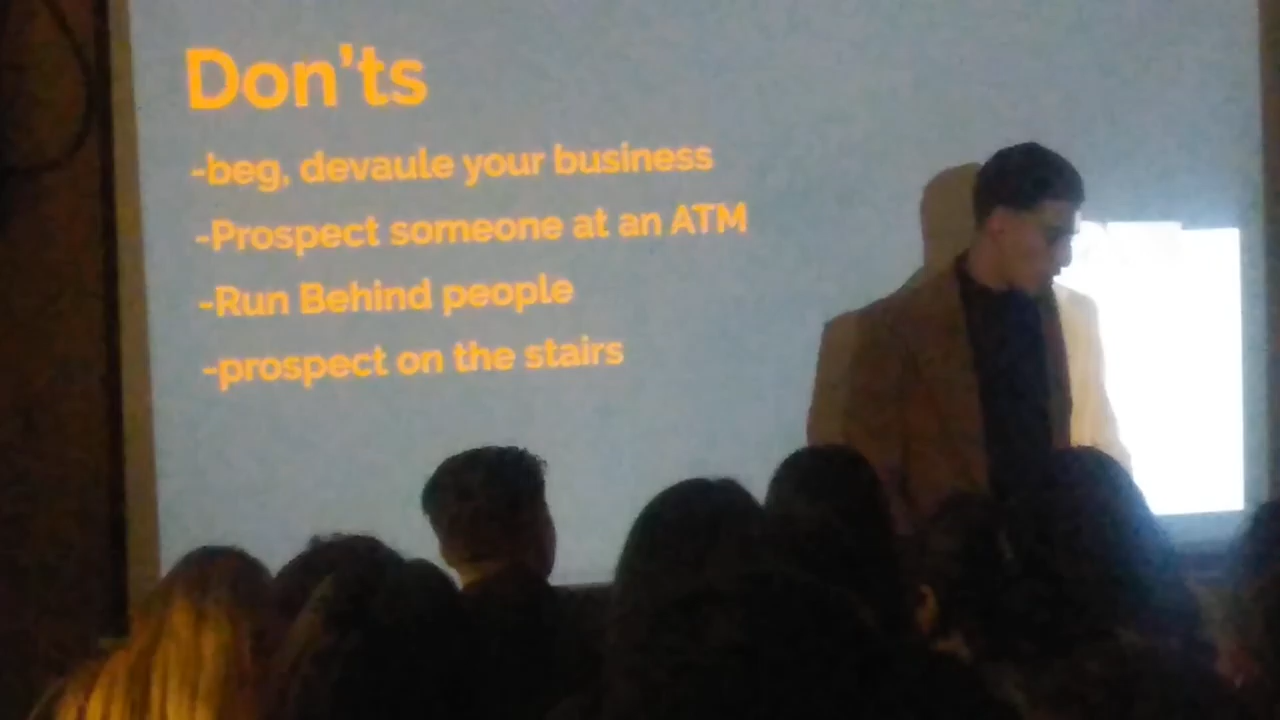 Don'ts
-beg, devaule your business
-Prospect someone at an ATM
-Run Behind people
-prospect on the stairs